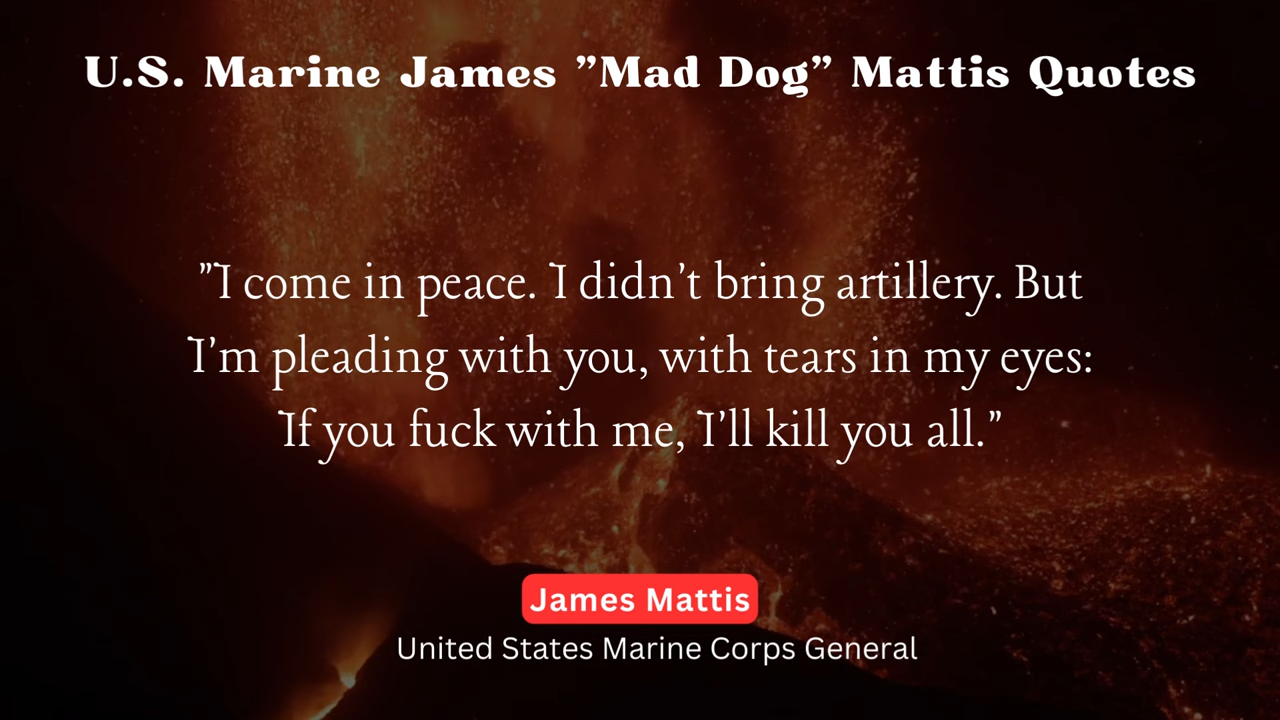 U.S. Marine James ”Mad Dog” Mattis Quotes
"I come in peace. I didn't bring artillery. But
I'm pleading with you, with tears in my eyes:
If you fuck with me, I'll kill you all.”
James Mattis
United States Marine Corps General